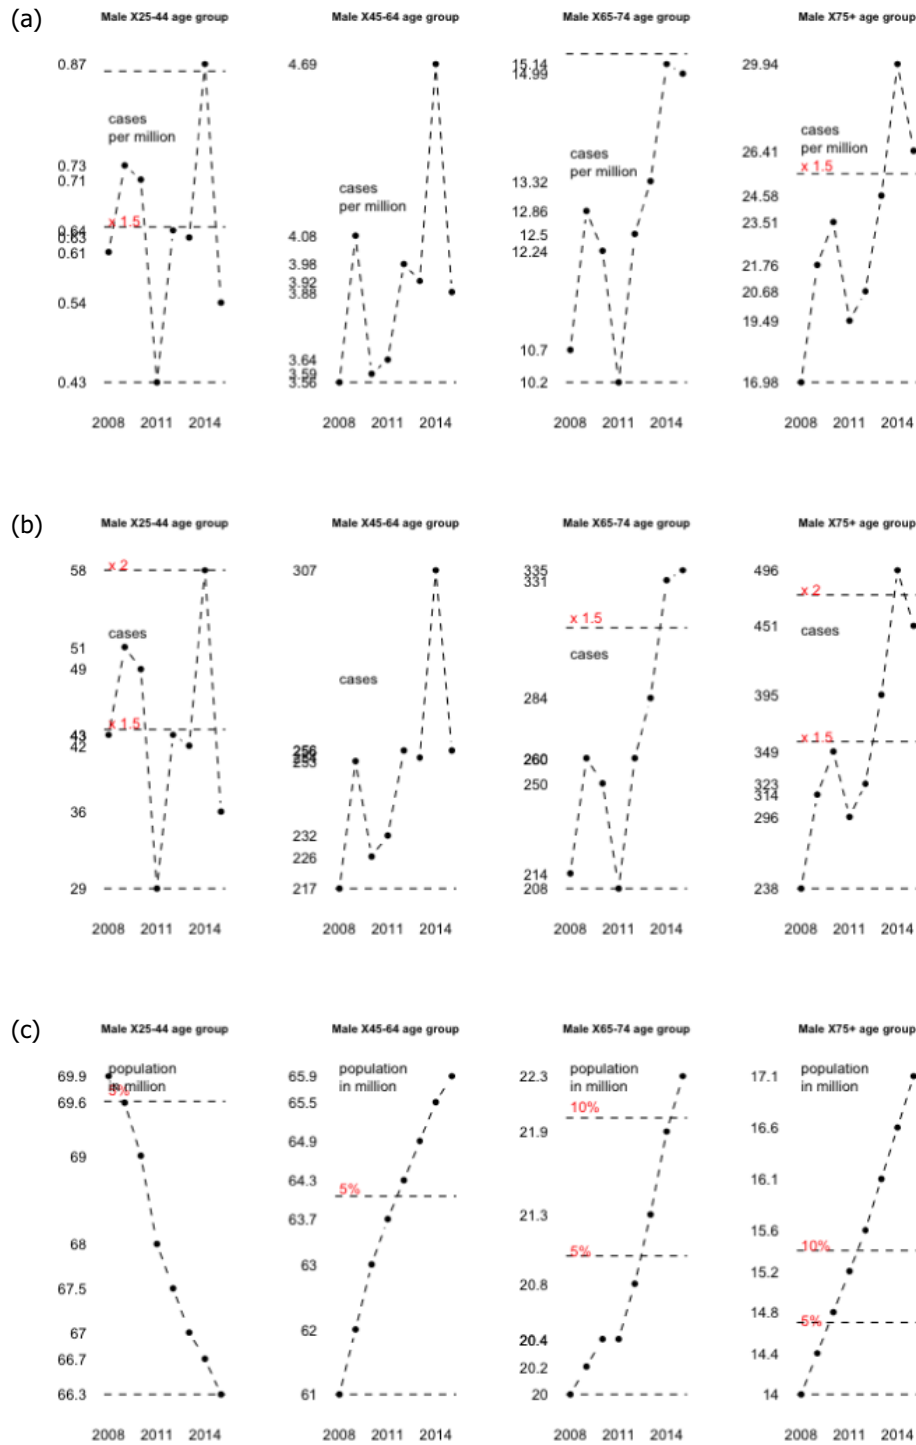 (a)
Male X25-44 age group
Male X45-64 age group
Male X65-74 age group
Male X75+ age group
0.87
cases
per million
0.73
0.71
x 1.5
0.64
0.63
0.61
0.54
0.43
2008 2011 2014
4.69
cases
per million
4.08
3.98
3.92
3.88
3.64
3.59
3.56
2008 2011 2014
15.14
14.99
cases
per million
13.32
12.86
12.5
12.24
10.7
10.2
2008 2011 2014
29.94
cases
per million
x 1.5
26.41
24.58
23.51
21.76
20.68
19.49
16.98
2008 2011 2014
(b)
Male X25-44 age group
Male X45-64 age group
Male X65-74 age group
Male X75+ age group
58
x 2
cases
51
49
x 1.5
43
42
36
29
2008 2011 2014
307
cases
256
254
253
232
226
217
2008 2011 2014
335
331
x 1.5
cases
284
260
250
214
208
2008 2011 2014
496
x 2
cases
451
395
x 1.5
349
323
314
296
238
2008 2011 2014
(c)
Male X25-44 age group
Male X45-64 age group
Male X65-74 age group
Male X75+ age group
population
in million
69.9
5%
69.6
69
68
67.5
67
66.7
66.3
2008 2011 2014
population
in million
65.9
65.5
64.9
64.3
5%
63.7
63
62
61
2008 2011 2014
population
in million
22.3
10%
21.9
21.3
5%
20.8
20.4
20.2
20
2008 2011 2014
population
in million
17.1
16.6
16.1
15.6
10%
15.2
14.8
5%
14.4
14
2008 2011 2014